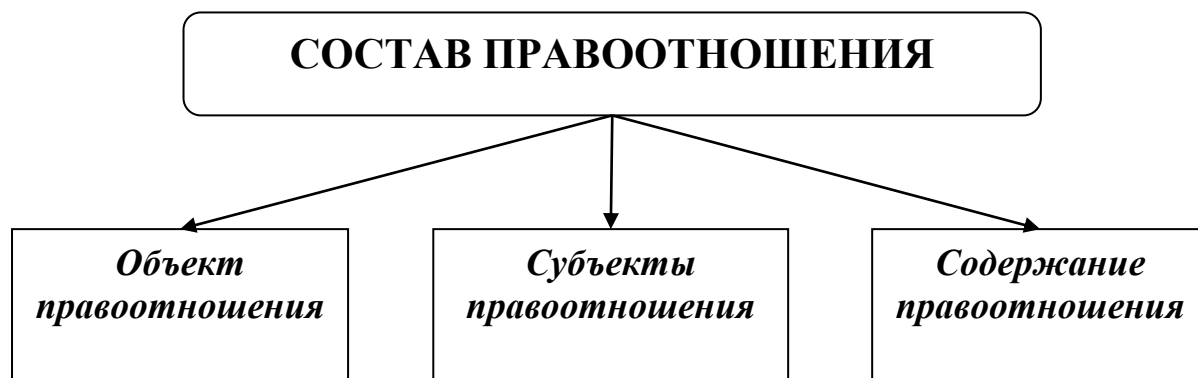 СОСТАВ ПРАВООТНОШЕНИЯ
Объект
правоотношения
Субъекты
правоотношения
Содержание
правоотношения